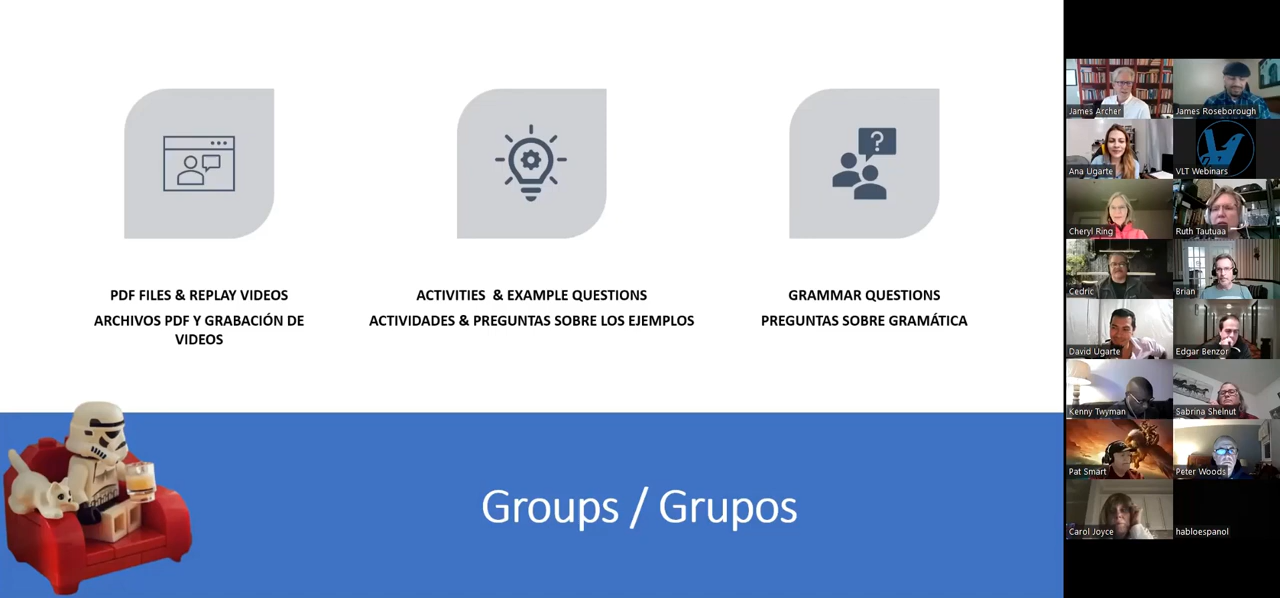 PDF FILES & REPLAY VIDEOS
ARCHIVOS PDF Y GRABACIÓN DE
VIDEOS
ACTIVITIES & EXAMPLE QUESTIONS
ACTIVIDADES & PREGUNTAS SOBRE LOS EJEMPLOS
?
GRAMMAR QUESTIONS
PREGUNTAS SOBRE GRAMÁTICA
Groups / Grupos
James Archer
James Roseborough
Ana Ugarte
VLT Webinars
Cheryl Ring
Ruth Tautuaa
Cedric
Brian
David Ugarte
Edgar Benzor
Kenny Twyman
Sabrina Shelnut
Pat Smart
Peter Woods
Carol Joyce
habloespanol